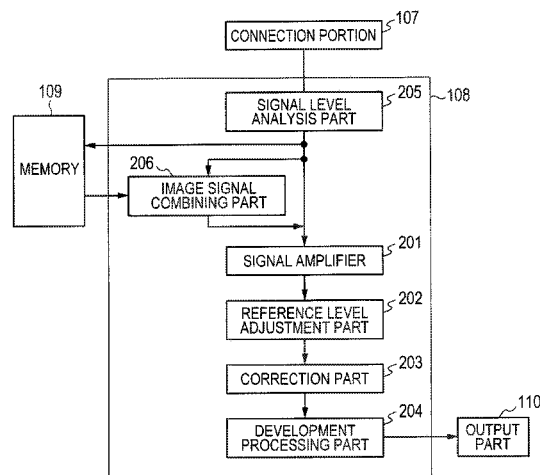 107
CONNECTION PORTION
108
205
SIGNAL LEVEL
ANALYSIS PART
109
MEMORY
206
IMAGE SIGNAL
COMBINING PART
201
SIGNAL AMPLIFIER
202
REFERENCE LEVEL
ADJUSTMENT PART
203
CORRECTION PART
204
DEVELOPMENT
PROCESSING PART
110
OUTPUT
PART